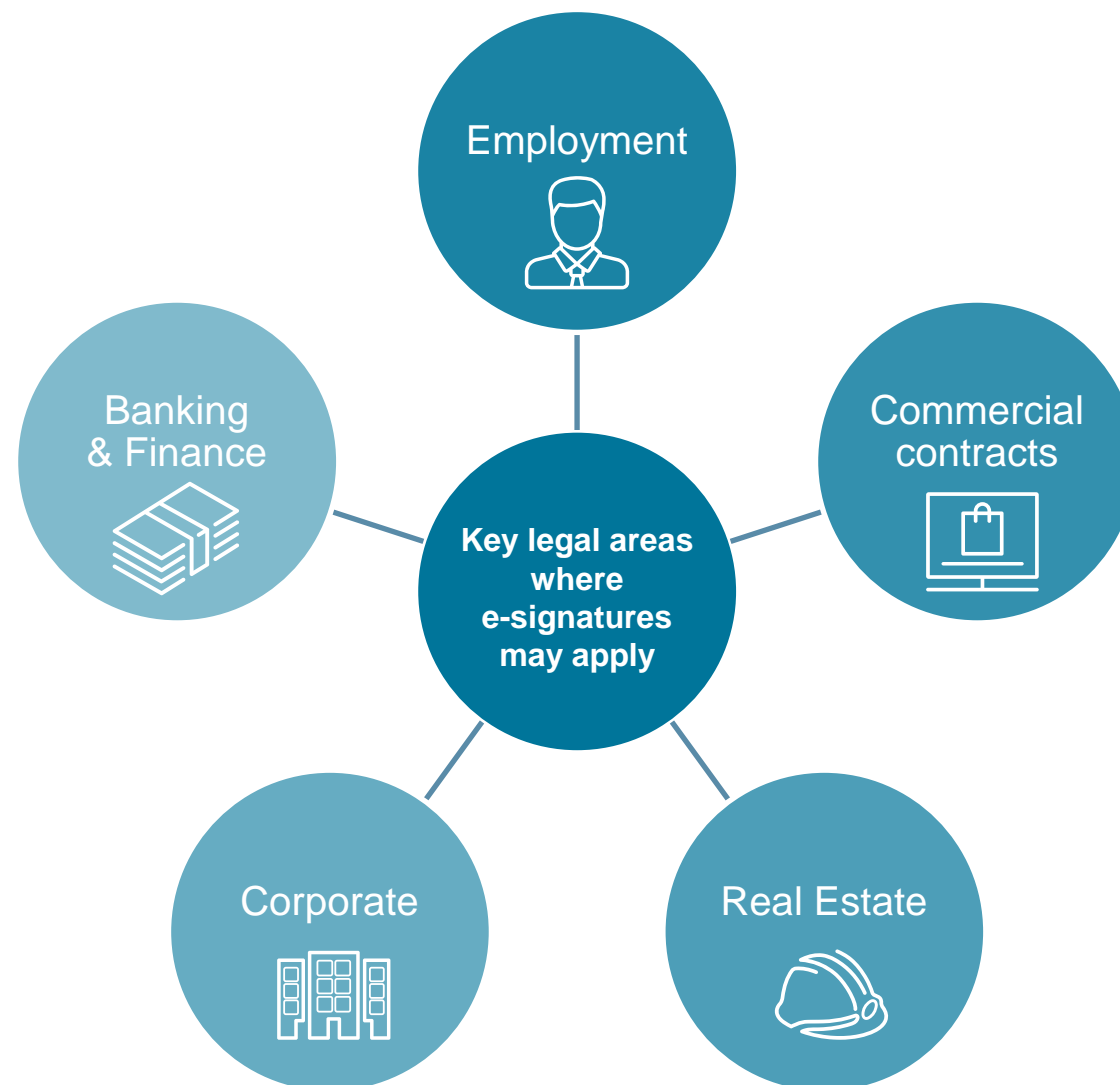 Employment
Banking
& Finance
Commercial
contracts
Key legal areas
where
e-signatures
may apply
Corporate
Real Estate